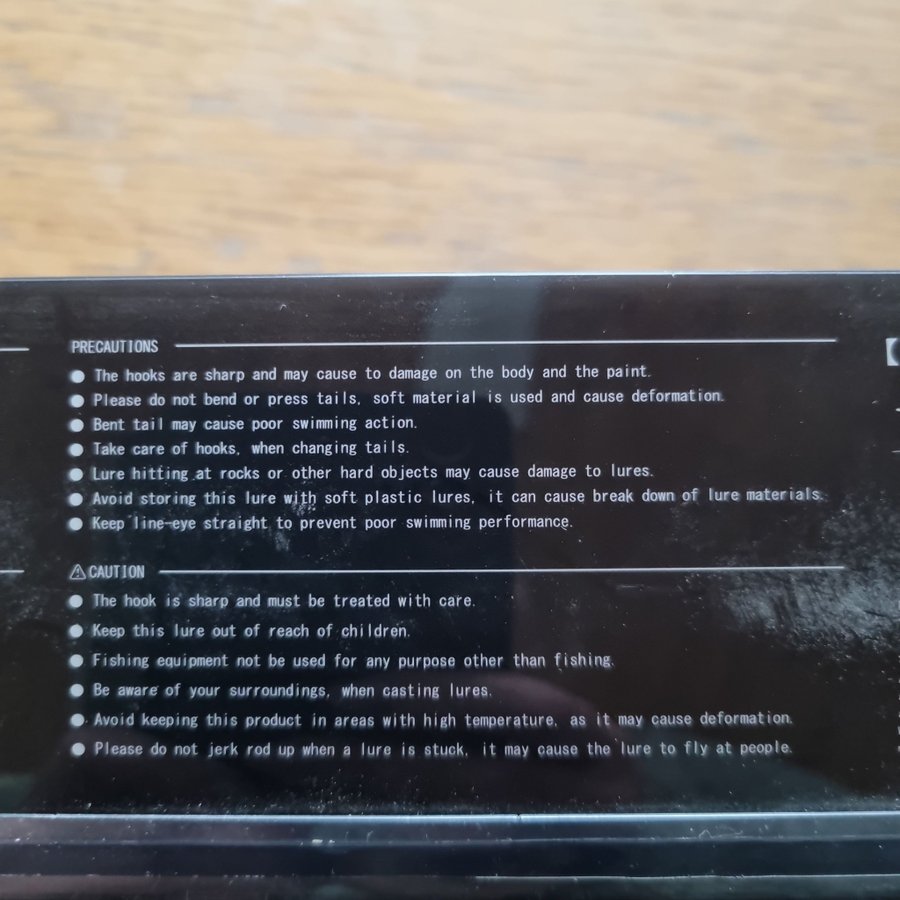 PRECAUTIONS
● The hooks are sharp and may cause to damage on the body and the paint.
● Please do not bend or press tails, soft material is used and cause deformation.
● Bent tail may cause poor swimming action.
● Take care of hooks, when changing tails.
● Lure hitting at rocks or other hard objects may cause damage to lures.
● Avoid storing this lure with soft plastic lures, it can cause break down of lure materials.
● Keep line-eye straight to prevent poor swimming performance.
⚠CAUTION
● The hook is sharp and must be treated with care.
● Keep this lure out of reach of children.
● Fishing equipment not be used for any purpose other than fishing.
● Be aware of your surroundings, when casting lures.
● Avoid keeping this product in areas with high temperature, as it may cause deformation.
● Please do not jerk rod up when a lure is stuck, it may cause the lure to fly at people.